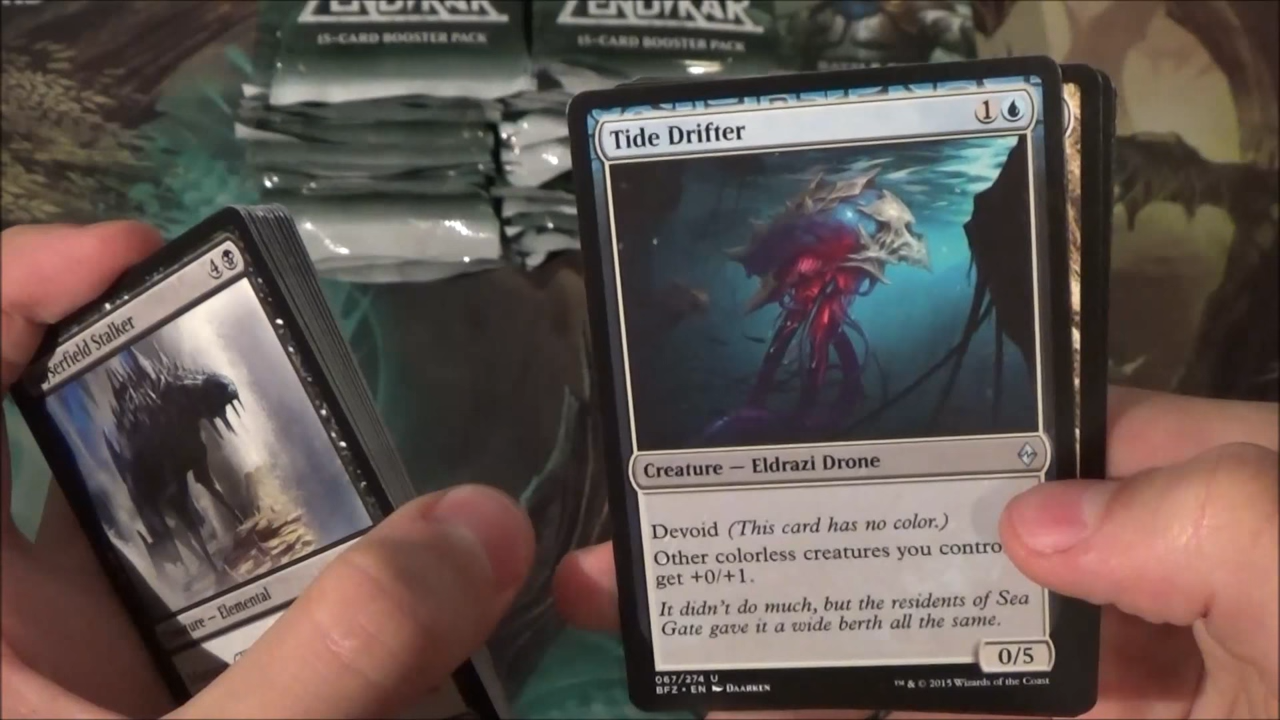 15-CARD BOOSTER PACK
15-CARD BOOSTER PACK
Tide Drifter
1
Creature — Eldrazi Drone
Devoid (This card has no color.)
Other colorless creatures you contro
get +0/+1.
It didn't do much, but the residents of Sea
Gate gave it a wide berth all the same.
0/5
067/274 U
BFZ • EN DAARKEN
™ & © 2015 Wizards of the Coast
4
serfield Stalker
ure — Elemental